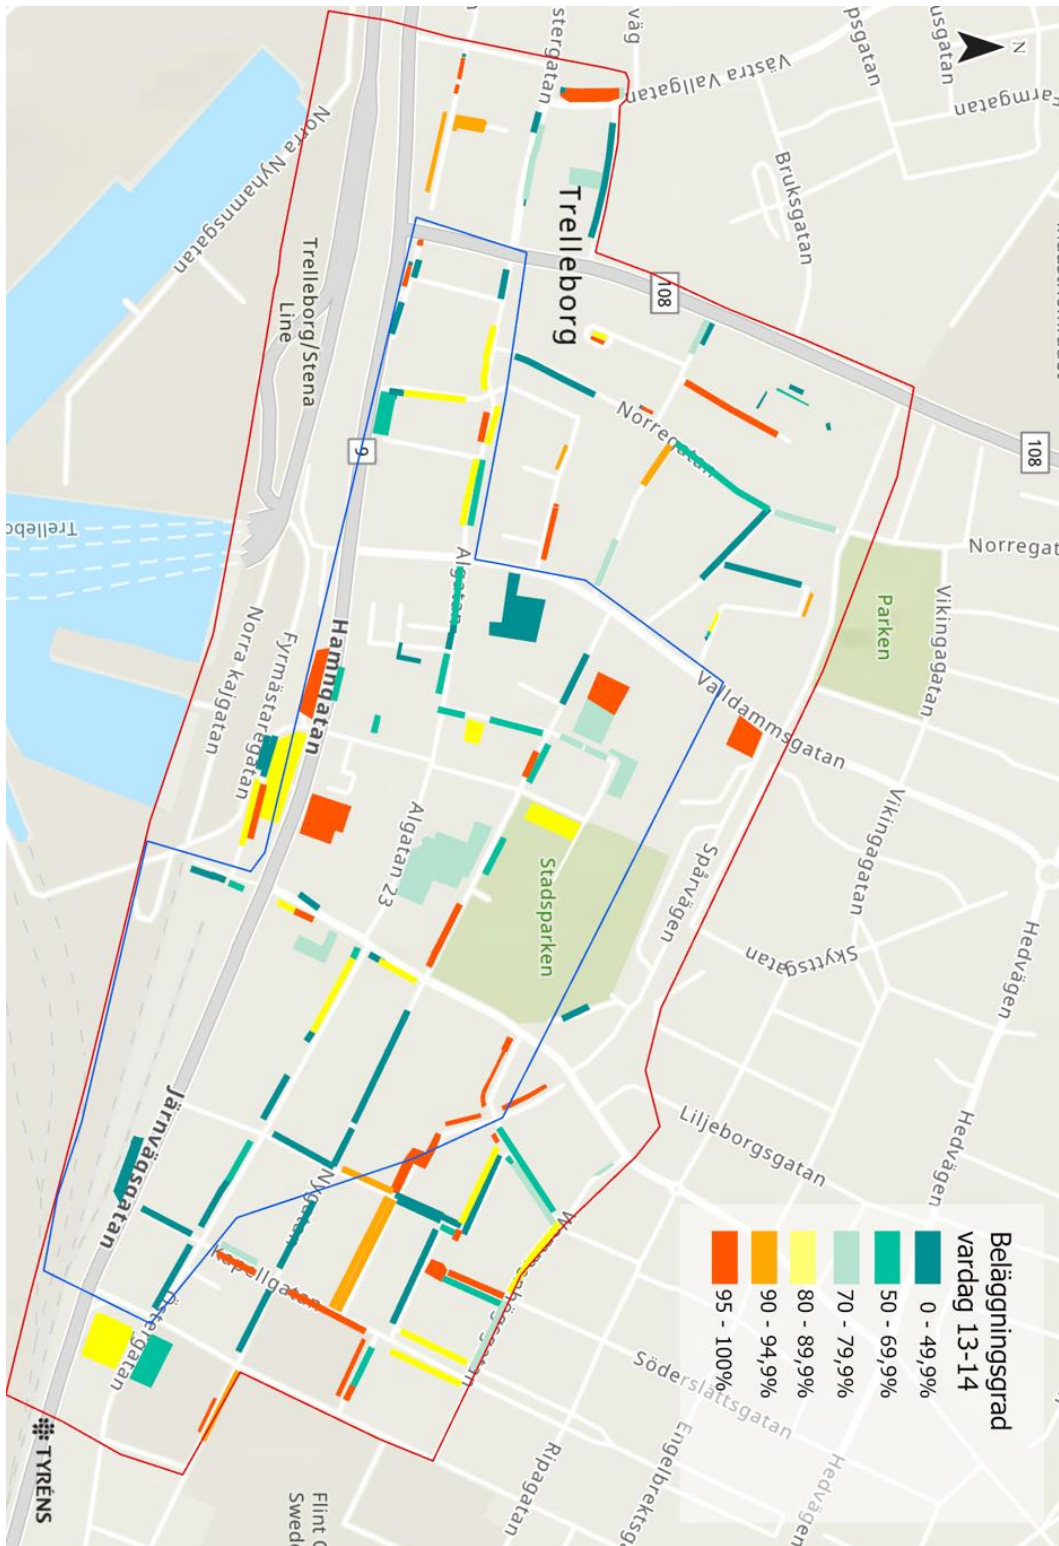 Beläggningsgrad
vardag 13-14
0 - 49,9%
50 - 69,9%
70 - 79,9%
80 - 89,9%
90 - 94,9%
95 - 100%
N
Västra Vallgatan
Bruksgatan
Norra Nyhamnsgatan
Trelleborg/Stena
Line
Trelleborg
108
108
9
Norregatan
Parken
Vikingagatan
Valldammsgatan
Vikingagatan
Algatan
Hamngatan
Fyrmästaregatan
Norra kajgatan
Algatan 23
Stadsparken
Spårvägen
Skyttsgatan
Hedvägen
Hedvägen
Hedvägen
Liljeborgsgatan
Järnvägsgatan
Nygatan
Kapellgatan
Östergatan
Söderslättsgatan
Ripagatan
TYRÉNS